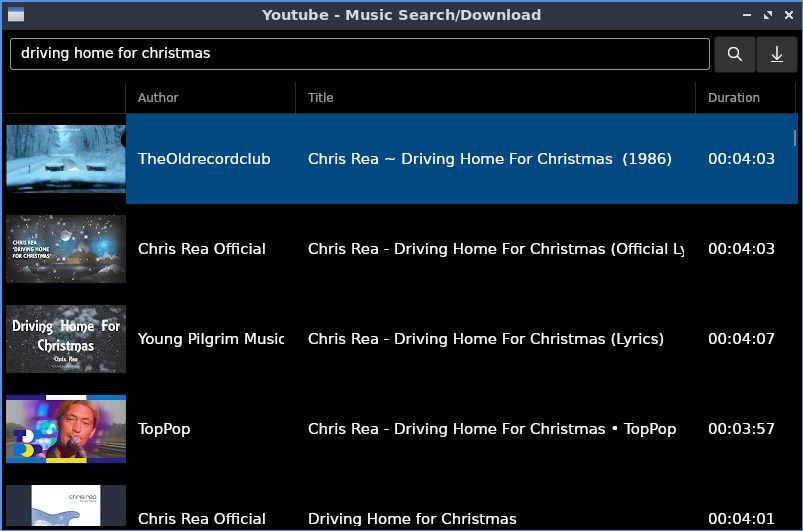 Youtube - Music Search/Download
driving home for christmas
Author Title Duration
TheOldrecordclub Chris Rea ~ Driving Home For Christmas (1986) 00:04:03
CHRIS REA
'DRIVING HOME
FOR CHRISTMAS'
Chris Rea Official Chris Rea - Driving Home For Christmas (Official Ly 00:04:03
Driving Home For
Christmas
Chris Rea
Young Pilgrim Music Chris Rea - Driving Home For Christmas (Lyrics) 00:04:07
TopPop Chris Rea - Driving Home For Christmas • TopPop 00:03:57
chris rea
Chris Rea Official Driving Home for Christmas 00:04:01